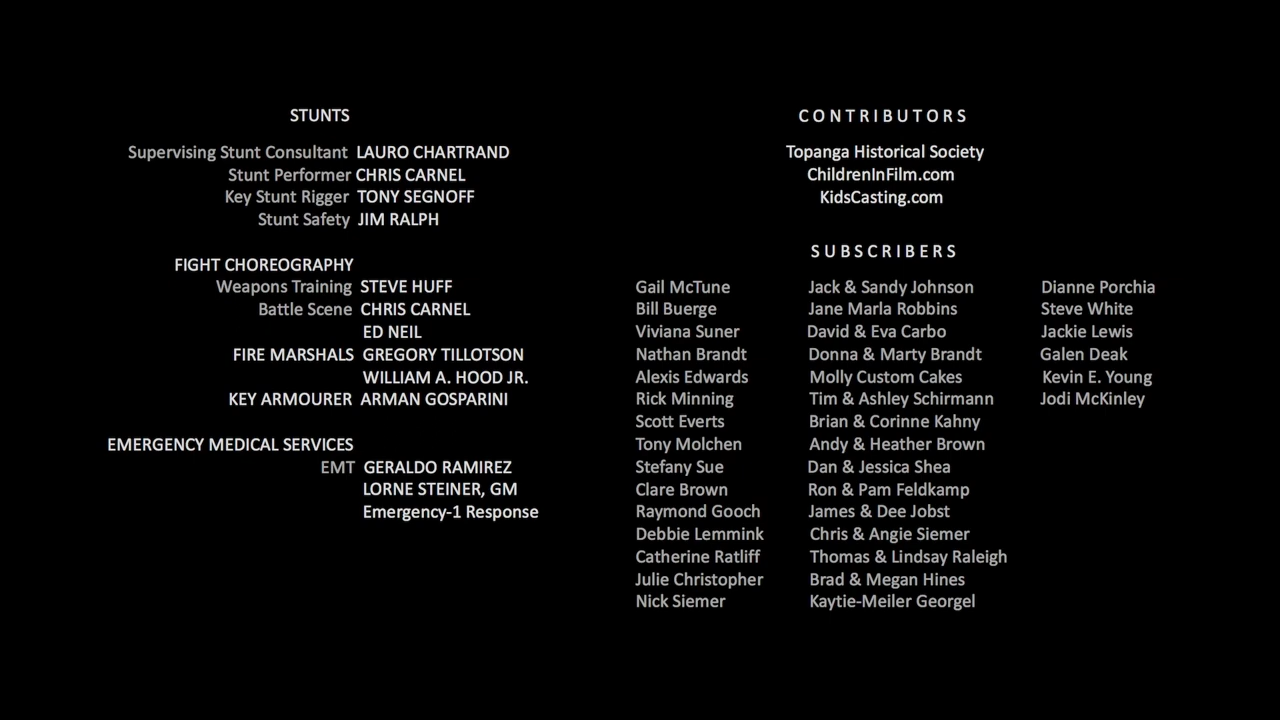 STUNTS
Supervising Stunt Consultant LAURO CHARTRAND
Stunt Performer CHRIS CARNEL
Key Stunt Rigger TONY SEGNOFF
Stunt Safety JIM RALPH
FIGHT CHOREOGRAPHY
Weapons Training STEVE HUFF
Battle Scene CHRIS CARNEL
ED NEIL
FIRE MARSHALS GREGORY TILLOTSON
WILLIAM A. HOOD JR.
KEY ARMOURER ARMAN GOSPARINI
EMERGENCY MEDICAL SERVICES
EMT GERALDO RAMIREZ
LORNE STEINER, GM
Emergency-1 Response
CONTRIBUTORS
Topanga Historical Society
ChildrenInFilm.com
KidsCasting.com
SUBSCRIBERS
Gail McTune
Bill Buerge
Viviana Suner
Nathan Brandt
Alexis Edwards
Rick Minning
Scott Everts
Tony Molchen
Stefany Sue
Clare Brown
Raymond Gooch
Debbie Lemmink
Catherine Ratliff
Julie Christopher
Nick Siemer
Jack & Sandy Johnson
Jane Marla Robbins
David & Eva Carbo
Donna & Marty Brandt
Molly Custom Cakes
Tim & Ashley Schirmann
Brian & Corinne Kahny
Andy & Heather Brown
Dan & Jessica Shea
Ron & Pam Feldkamp
James & Dee Jobst
Chris & Angie Siemer
Thomas & Lindsay Raleigh
Brad & Megan Hines
Kaytie-Meiler Georgel
Dianne Porchia
Steve White
Jackie Lewis
Galen Deak
Kevin E. Young
Jodi McKinley